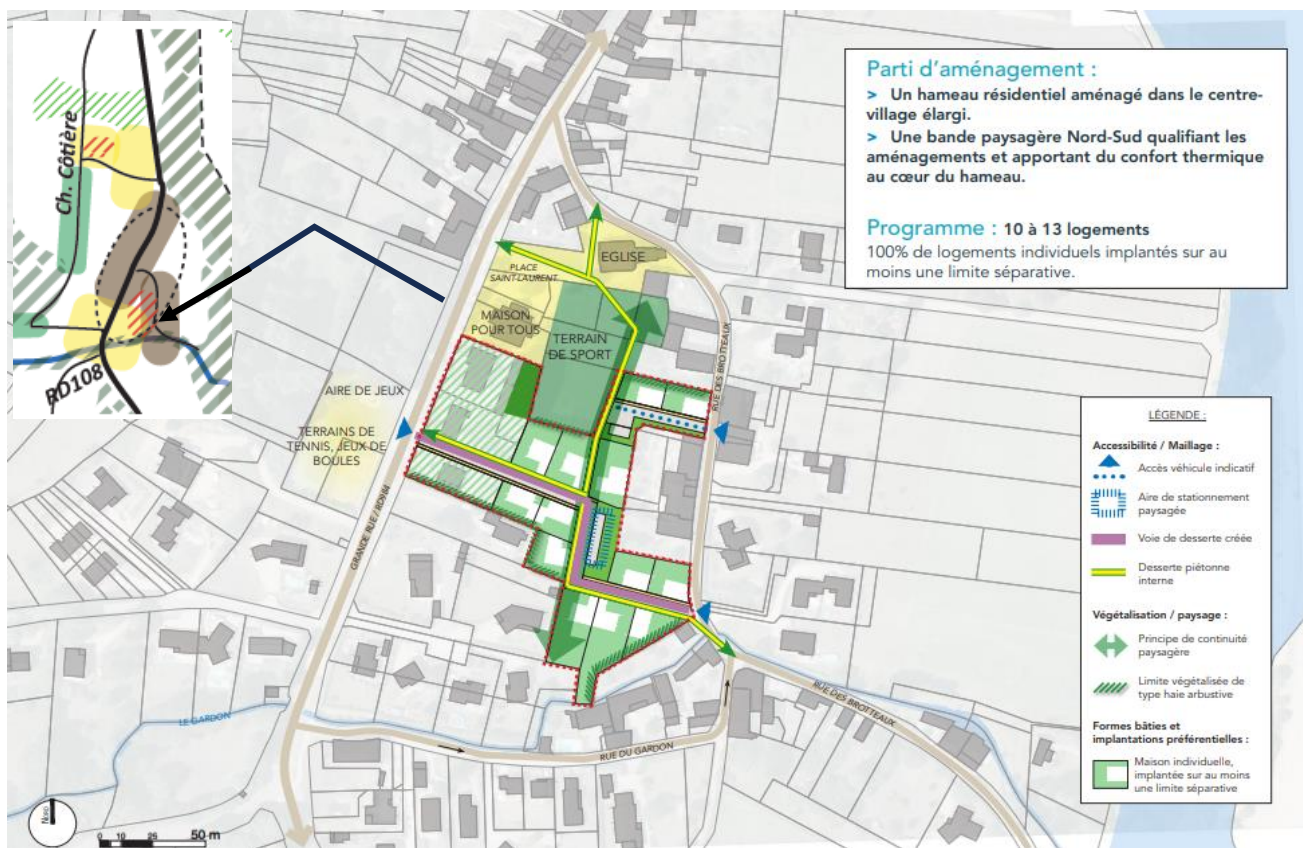 Ch. Côtière
RD108
Parti d'aménagement :
> Un hameau résidentiel aménagé dans le centre-
village élargi.
> Une bande paysagère Nord-Sud qualifiant les
aménagements et apportant du confort thermique
au cœur du hameau.
Programme : 10 à 13 logements
100% de logements individuels implantés sur au
moins une limite séparative.
EGLISE
PLACE
SAINT-LAURENT
MAISON
POUR TOUS
TERRAIN
DE SPORT
RUE DES BROTTEAUX
AIRE DE JEUX
TERRAINS DE
TENNIS, JEUX DE
BOULES
GRANDE RUE / RD984
LE GARDON
RUE DU GARDON
RUE DES BROTTEAUX
LÉGENDE :
Accessibilité / Maillage :
Accès véhicule indicatif
Aire de stationnement
paysagée
Voie de desserte créée
Desserte piétonne
interne
Végétalisation / paysage :
Principe de continuité
paysagère
Limite végétalisée de
type haie arbustive
Formes bâties et
implantations préférentielles :
Maison individuelle,
implantée sur au moins
une limite séparative
NORD
0 10 25 50 m